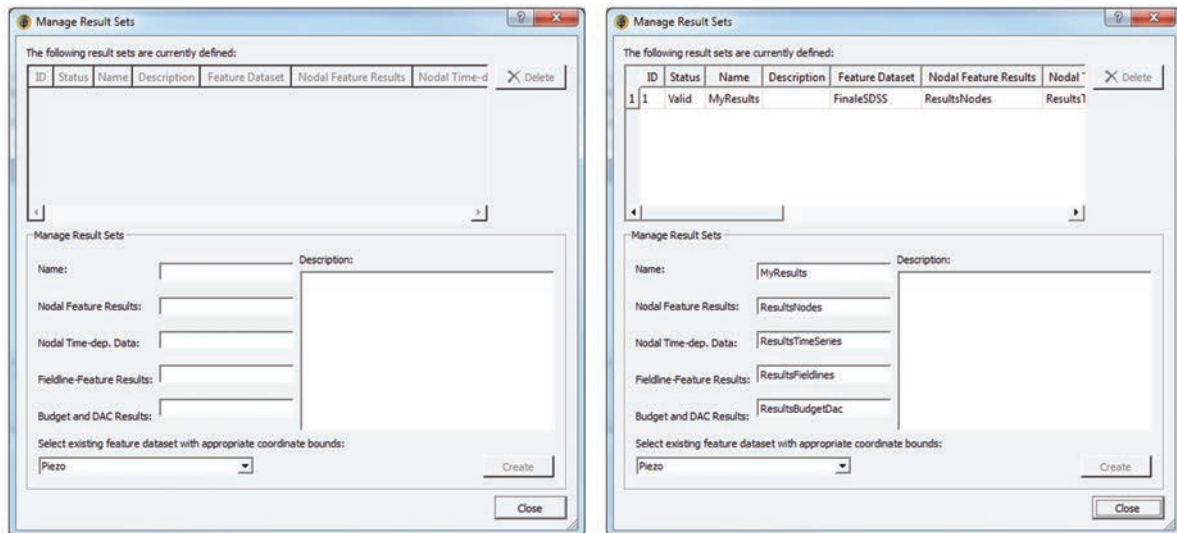 Manage Result Sets
The following result sets are currently defined:
ID Status Name Description Feature Dataset Nodal Feature Results Nodal Time-d
Delete
Manage Result Sets
Name:
Description:
Nodal Feature Results:
Nodal Time-dep. Data:
Fieldline-Feature Results:
Budget and DAC Results:
Select existing feature dataset with appropriate coordinate bounds:
Piezo
Create
Close
Manage Result Sets
The following result sets are currently defined:
ID Status Name Description Feature Dataset Nodal Feature Results Nodal T
Delete
1 1 Valid MyResults FinaleSDSS ResultsNodes ResultsT
Manage Result Sets
Name: MyResults
Description:
Nodal Feature Results: ResultsNodes
Nodal Time-dep. Data: ResultsTimeSeries
Fieldline-Feature Results: ResultsFieldlines
Budget and DAC Results: ResultsBudgetDac
Select existing feature dataset with appropriate coordinate bounds:
Piezo
Create
Close